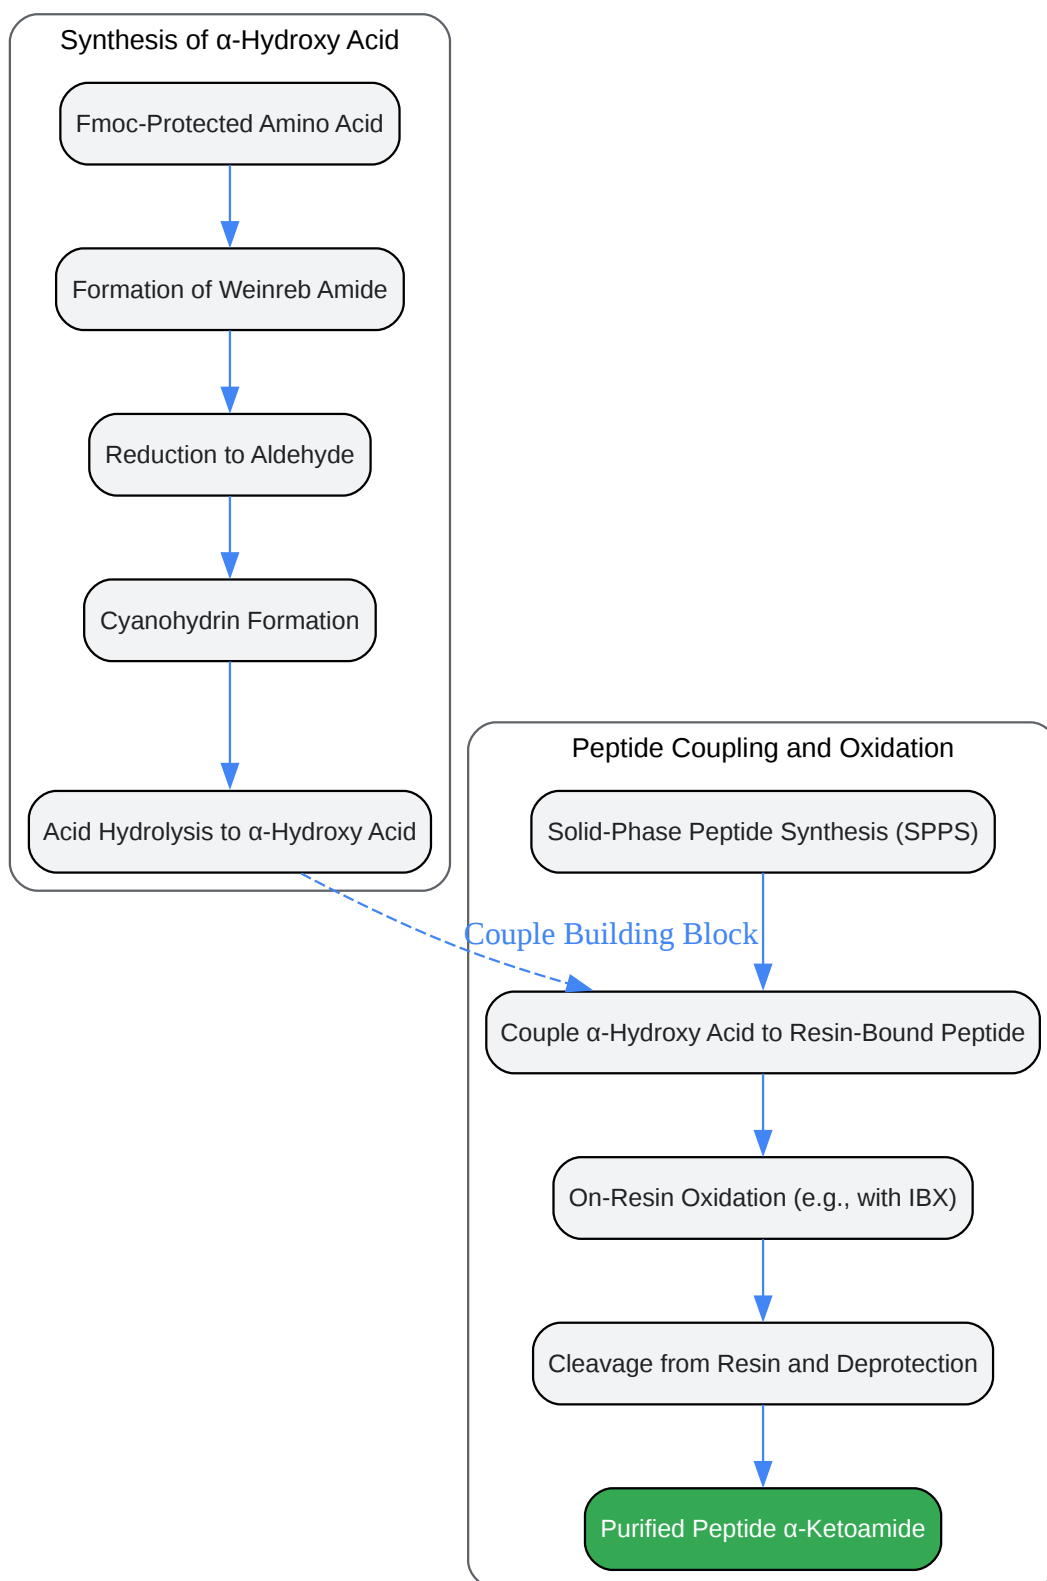 Synthesis of α-Hydroxy Acid
Fmoc-Protected Amino Acid
Formation of Weinreb Amide
Reduction to Aldehyde
Cyanohydrin Formation
Acid Hydrolysis to α-Hydroxy Acid
Peptide Coupling and Oxidation
Solid-Phase Peptide Synthesis (SPPS)
Couple Building Block
Couple α-Hydroxy Acid to Resin-Bound Peptide
On-Resin Oxidation (e.g., with IBX)
Cleavage from Resin and Deprotection
Purified Peptide α-Ketoamide